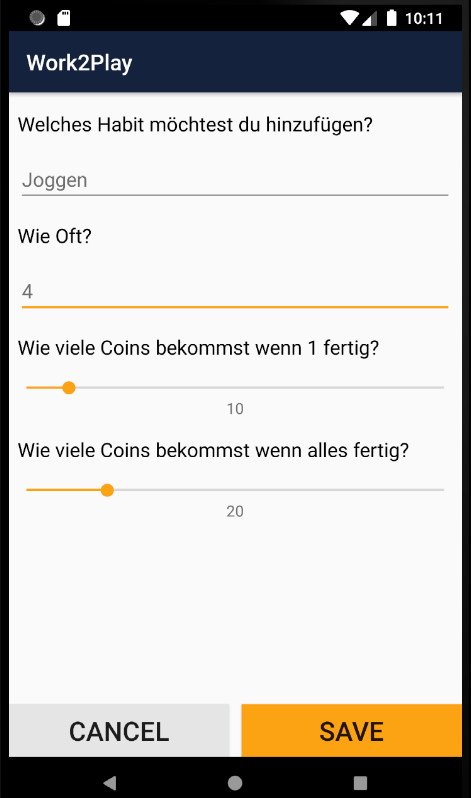 10:11
Work2Play
Welches Habit möchtest du hinzufügen?
Joggen
Wie Oft?
4
Wie viele Coins bekommst wenn 1 fertig?
10
Wie viele Coins bekommst wenn alles fertig?
20
CANCEL
SAVE